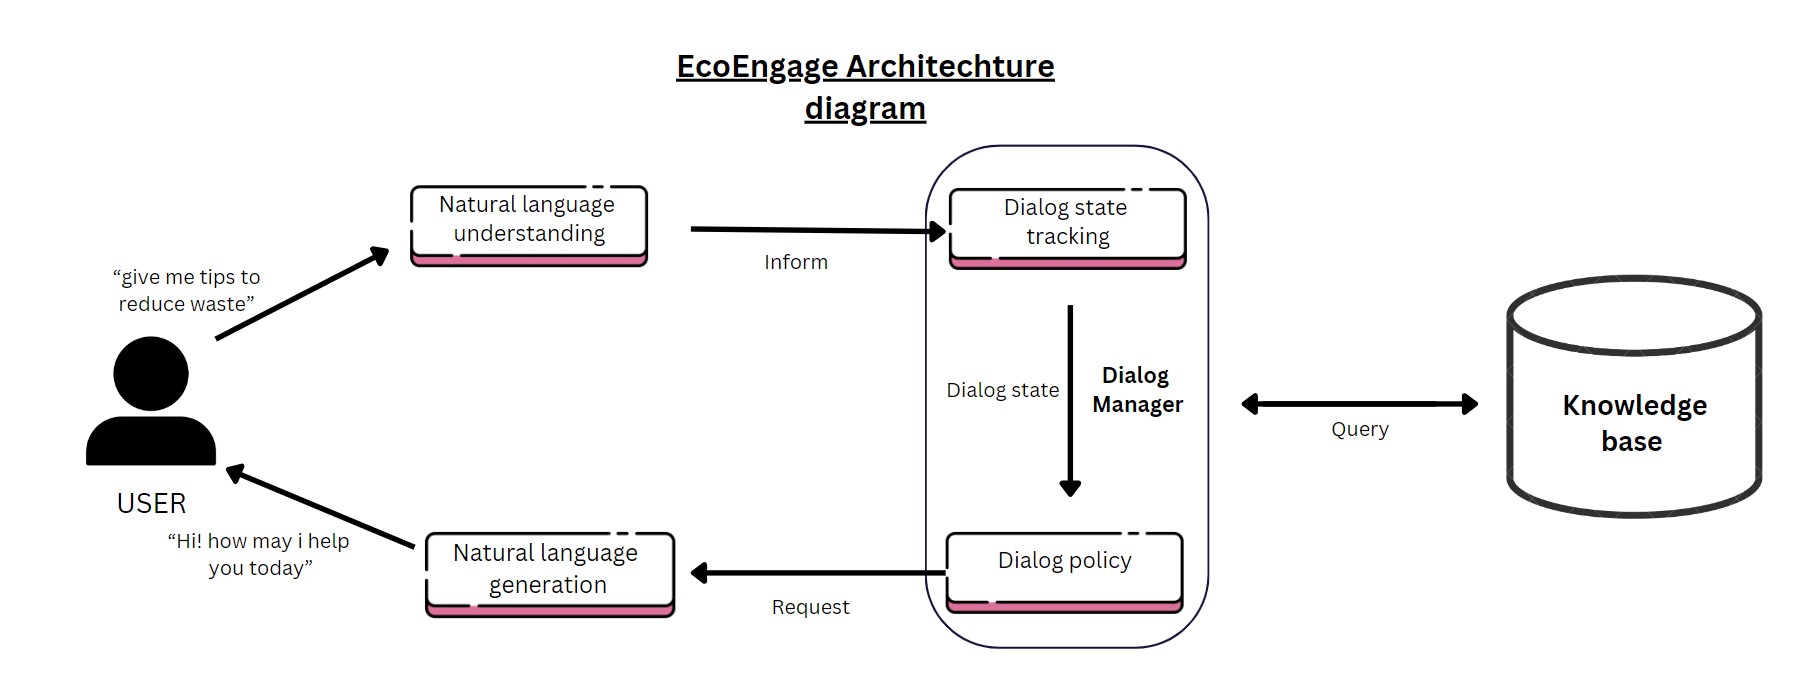 EcoEngage Architechture
diagram
Natural language
understanding
Dialog state
tracking
Inform
“give me tips to
reduce waste”
Dialog state
Dialog
Manager
Query
Knowledge
base
USER
“Hi! how may i help
you today”
Natural language
generation
Request
Dialog policy